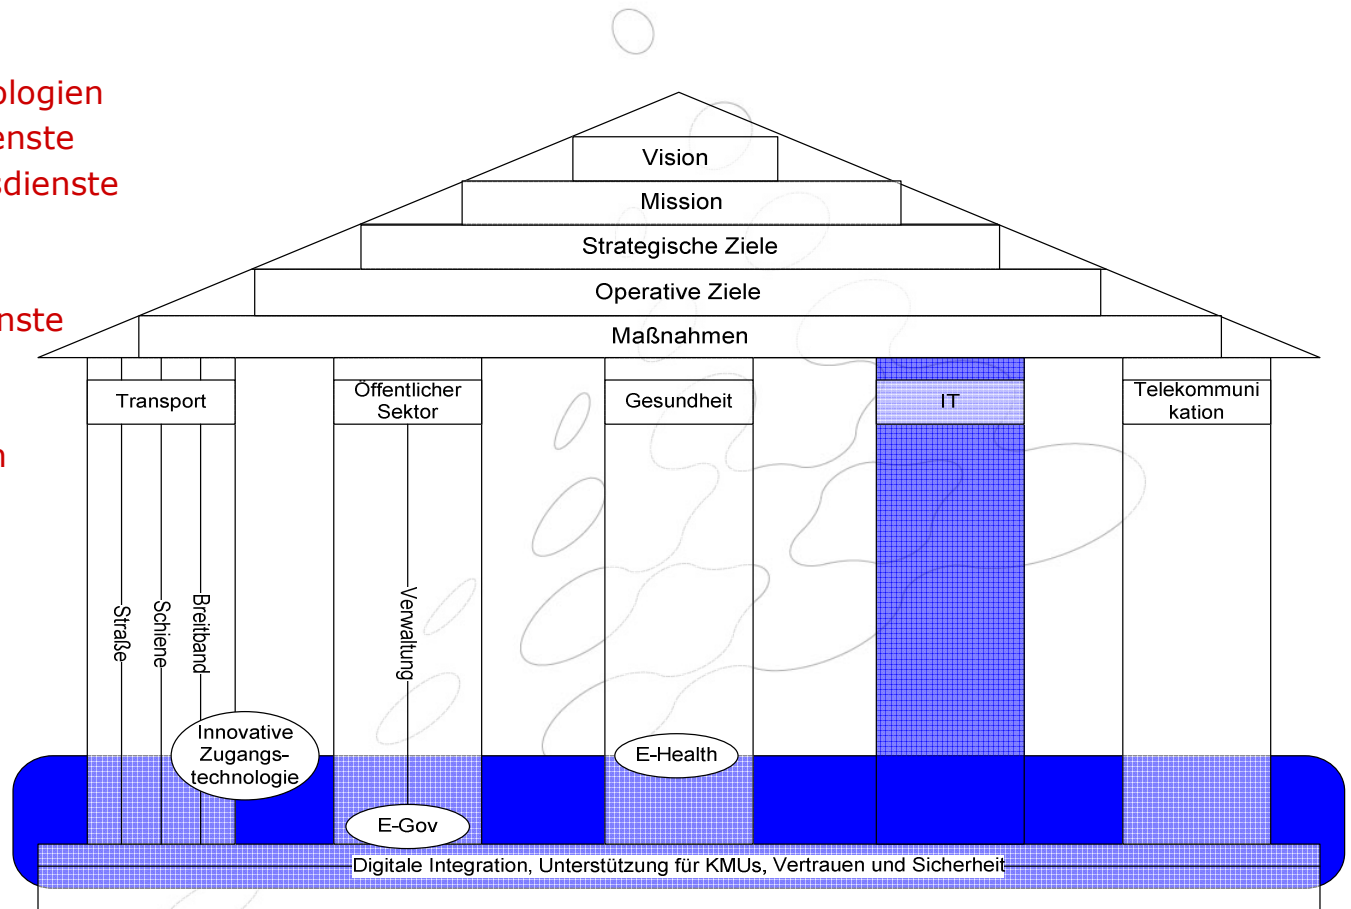 ologien
enste
sdienste
nste
n
Vision
Mission
Strategische Ziele
Operative Ziele
Maßnahmen
Transport
Öffentlicher
Sektor
Gesundheit
IT
Telekommuni
kation
Straße
Schiene
Breitband
Verwaltung
Innovative
Zugangs-
technologie
E-Health
E-Gov
Digitale Integration, Unterstützung für KMUs, Vertrauen und Sicherheit